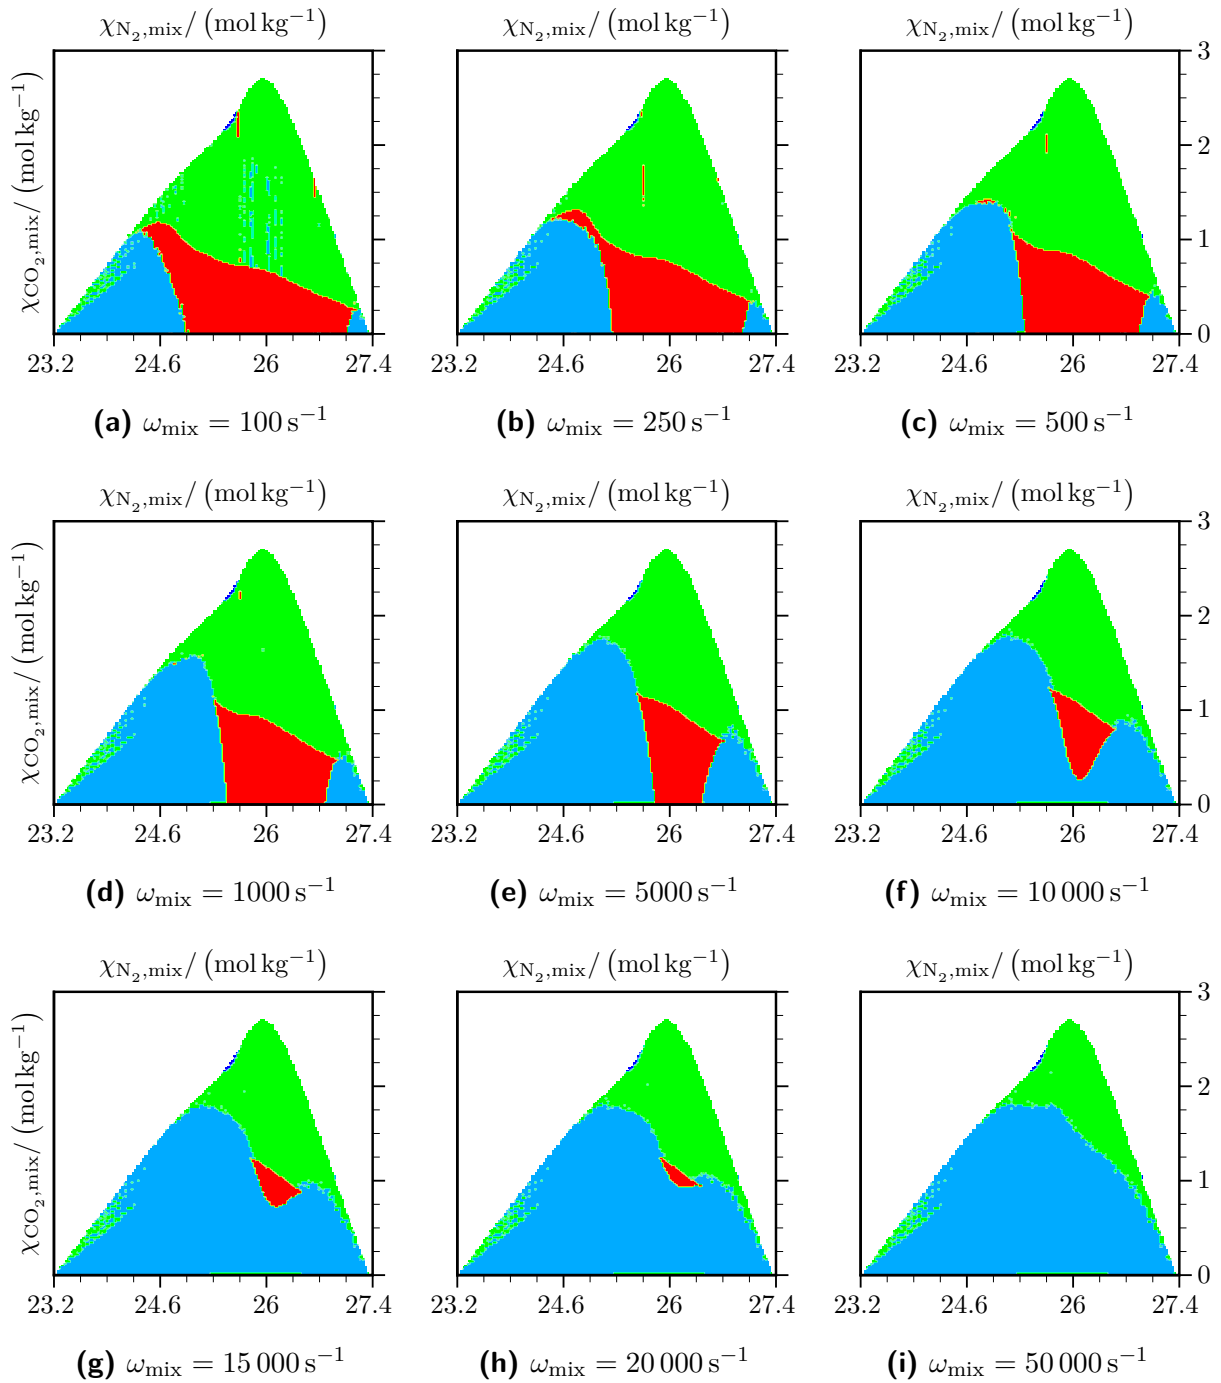 χN₂,mix/ (mol kg⁻¹) χN₂,mix/ (mol kg⁻¹) χN₂,mix/ (mol kg⁻¹)
χCO₂,mix/ (mol kg⁻¹)
3
2
1
0
23.2 24.6 26 27.4 23.2 24.6 26 27.4 23.2 24.6 26 27.4
(a) ωmix = 100 s⁻¹ (b) ωmix = 250 s⁻¹ (c) ωmix = 500 s⁻¹
χN₂,mix/ (mol kg⁻¹) χN₂,mix/ (mol kg⁻¹) χN₂,mix/ (mol kg⁻¹)
χCO₂,mix/ (mol kg⁻¹)
3
2
1
0
23.2 24.6 26 27.4 23.2 24.6 26 27.4 23.2 24.6 26 27.4
(d) ωmix = 1000 s⁻¹ (e) ωmix = 5000 s⁻¹ (f) ωmix = 10 000 s⁻¹
χN₂,mix/ (mol kg⁻¹) χN₂,mix/ (mol kg⁻¹) χN₂,mix/ (mol kg⁻¹)
χCO₂,mix/ (mol kg⁻¹)
3
2
1
0
23.2 24.6 26 27.4 23.2 24.6 26 27.4 23.2 24.6 26 27.4
(g) ωmix = 15 000 s⁻¹ (h) ωmix = 20 000 s⁻¹ (i) ωmix = 50 000 s⁻¹